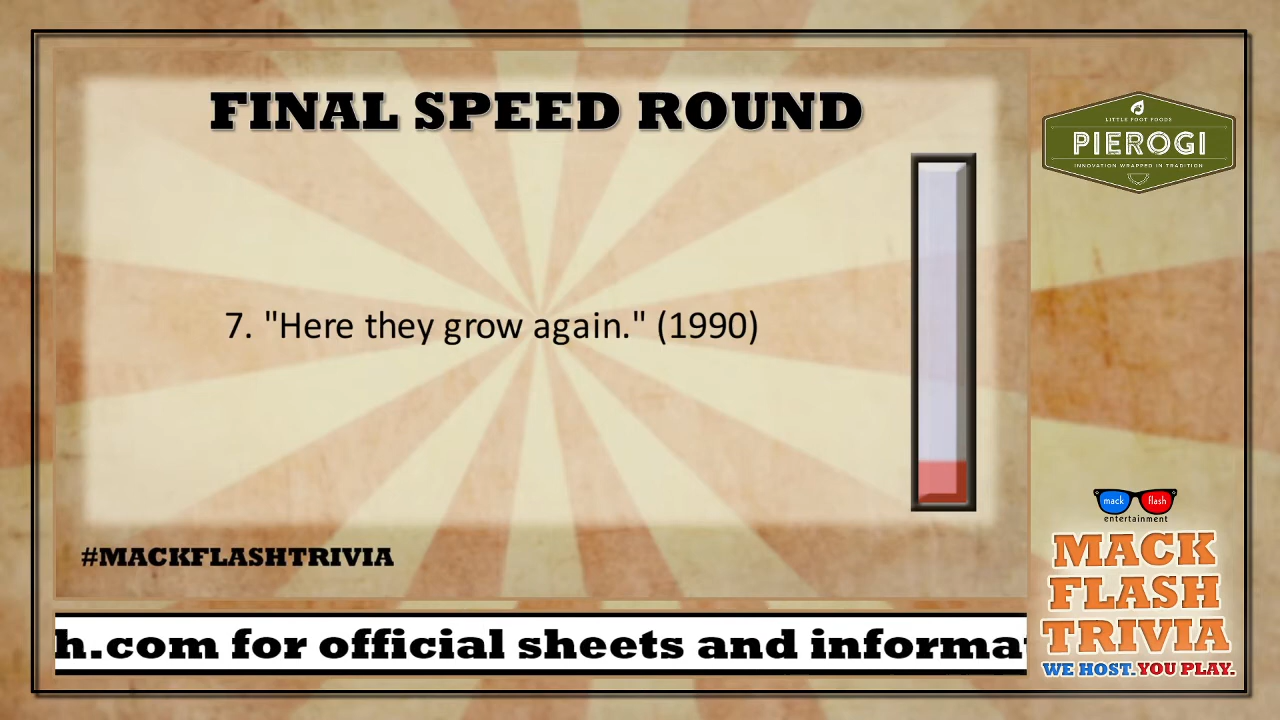 FINAL SPEED ROUND
LITTLE FOOT FOODS
PIEROGI
INNOVATION WRAPPED IN TRADITION
7. "Here they grow again." (1990)
#MACKFLASHTRIVIA
mack flash
entertainment
MACK
FLASH
TRIVIA
WE HOST. YOU PLAY.
h.com for official sheets and informat